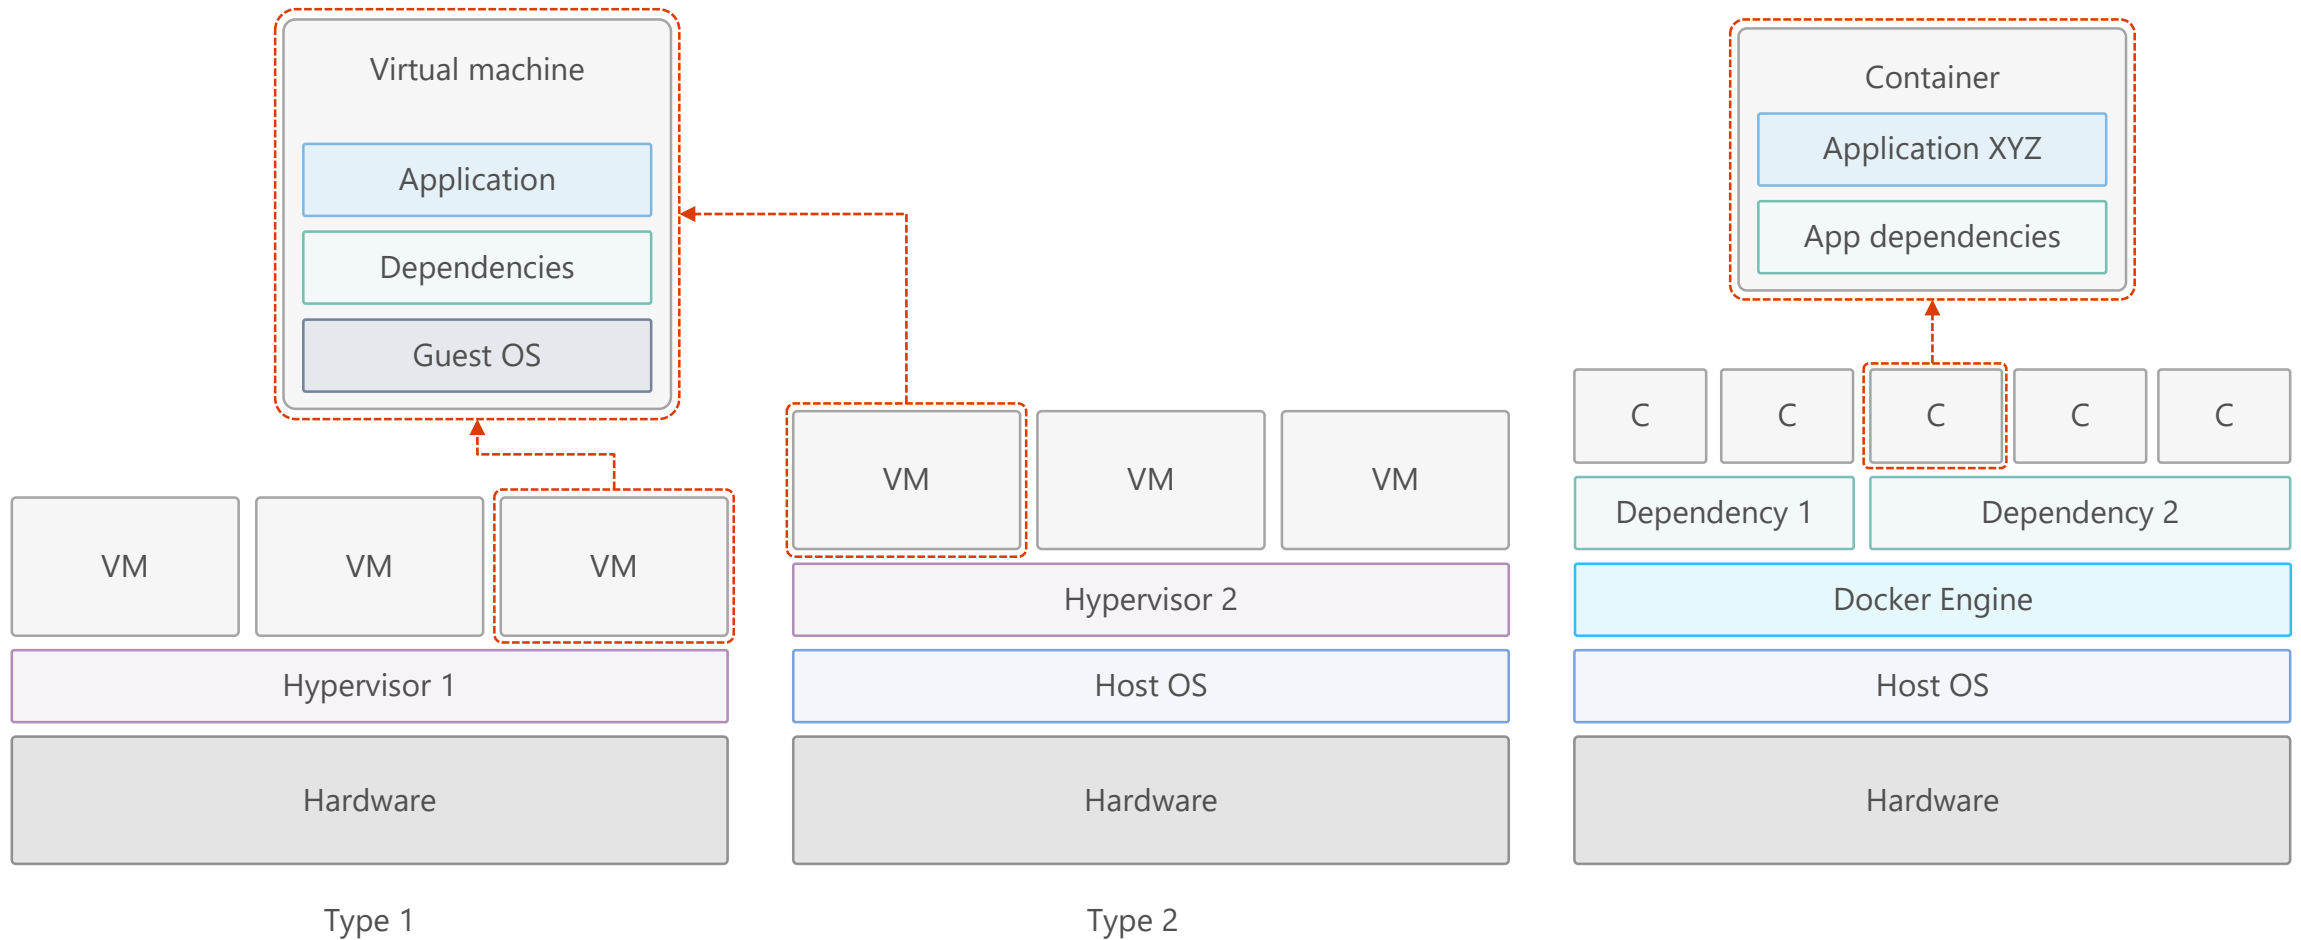 Virtual machine
Application
Dependencies
Guest OS
VM
VM
VM
Hypervisor 1
Hardware
Type 1
VM
VM
VM
Hypervisor 2
Host OS
Hardware
Type 2
Container
Application XYZ
App dependencies
C
C
C
C
C
Dependency 1
Dependency 2
Docker Engine
Host OS
Hardware